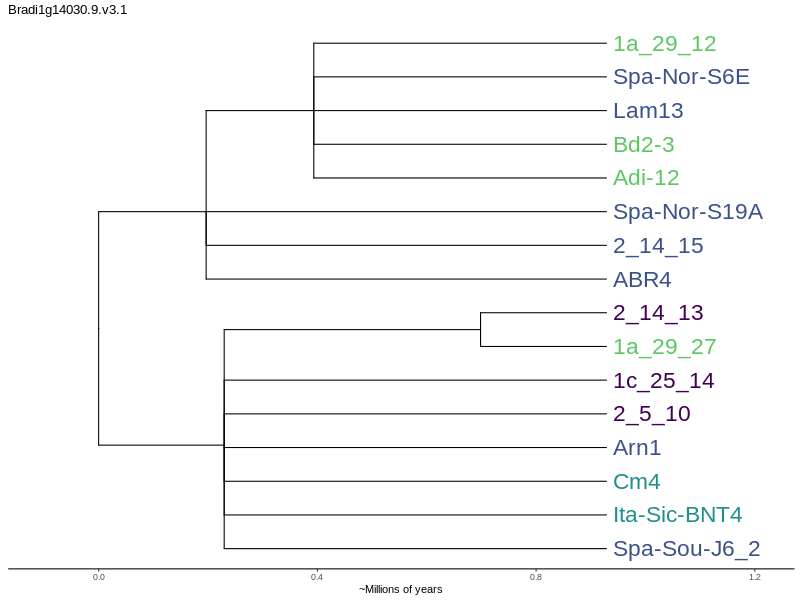 Bradi1g14030.9.v3.1
1a_29_12
Spa-Nor-S6E
Lam13
Bd2-3
Adi-12
Spa-Nor-S19A
2_14_15
ABR4
2_14_13
1a_29_27
1c_25_14
2_5_10
Arn1
Cm4
Ita-Sic-BNT4
Spa-Sou-J6_2
0.0 0.4 0.8 1.2
~Millions of years